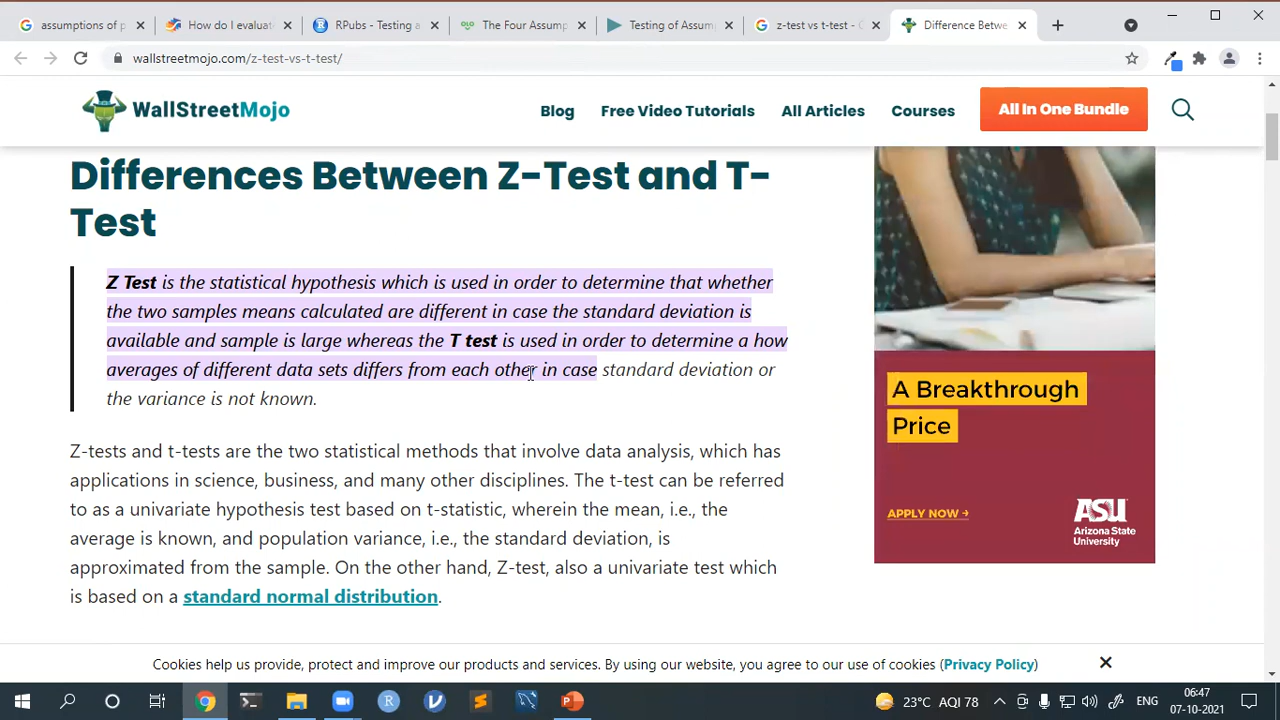 assumptions of p
How do I evaluat
RPubs - Testing a
The Four Assump
Testing of Assum
z-test vs t-test - G
Difference Betwe
wallstreetmojo.com/z-test-vs-t-test/
WallStreetMojo
Blog
Free Video Tutorials
All Articles
Courses
All In One Bundle
Differences Between Z-Test and T-
Test
Z Test is the statistical hypothesis which is used in order to determine that whether
the two samples means calculated are different in case the standard deviation is
available and sample is large whereas the T test is used in order to determine a how
averages of different data sets differs from each other in case standard deviation or
the variance is not known.
Z-tests and t-tests are the two statistical methods that involve data analysis, which has
applications in science, business, and many other disciplines. The t-test can be referred
to as a univariate hypothesis test based on t-statistic, wherein the mean, i.e., the
average is known, and population variance, i.e., the standard deviation, is
approximated from the sample. On the other hand, Z-test, also a univariate test which
is based on a standard normal distribution.
A Breakthrough
Price
APPLY NOW →
ASU
Arizona State
University
Cookies help us provide, protect and improve our products and services. By using our website, you agree to our use of cookies (Privacy Policy)
23°C AQI 78
ENG
06:47
07-10-2021